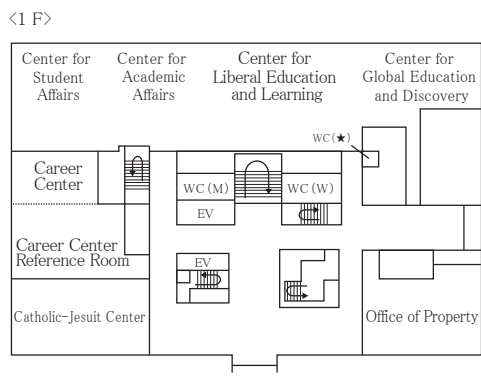 〈1 F〉
Center for
Student
Affairs
Center for
Academic
Affairs
Center for
Liberal Education
and Learning
Center for
Global Education
and Discovery
WC(★)
Career
Center
WC(M)
WC(W)
EV
Career Center
Reference Room
EV
Catholic-Jesuit Center
Office of Property